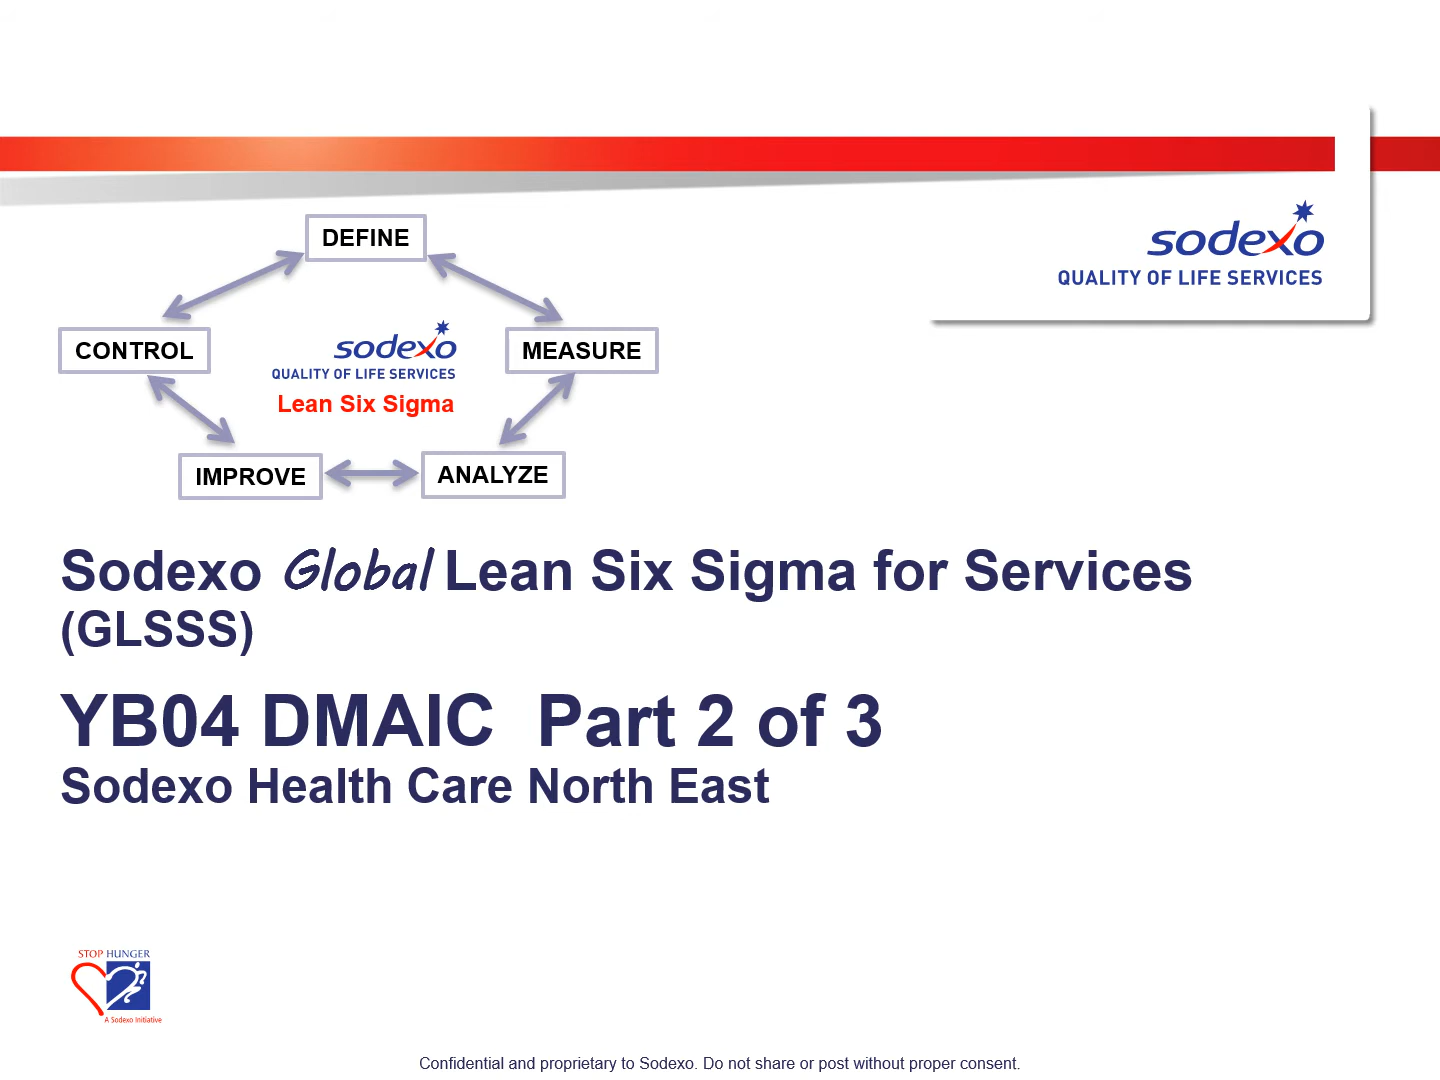 DEFINE
sodexo
QUALITY OF LIFE SERVICES
CONTROL
sodexo
QUALITY OF LIFE SERVICES
Lean Six Sigma
MEASURE
IMPROVE
ANALYZE
Sodexo Global Lean Six Sigma for Services
(GLSSS)
YB04 DMAIC  Part 2 of 3
Sodexo Health Care North East
STOP HUNGER
A Sodexo Initiative
Confidential and proprietary to Sodexo. Do not share or post without proper consent.